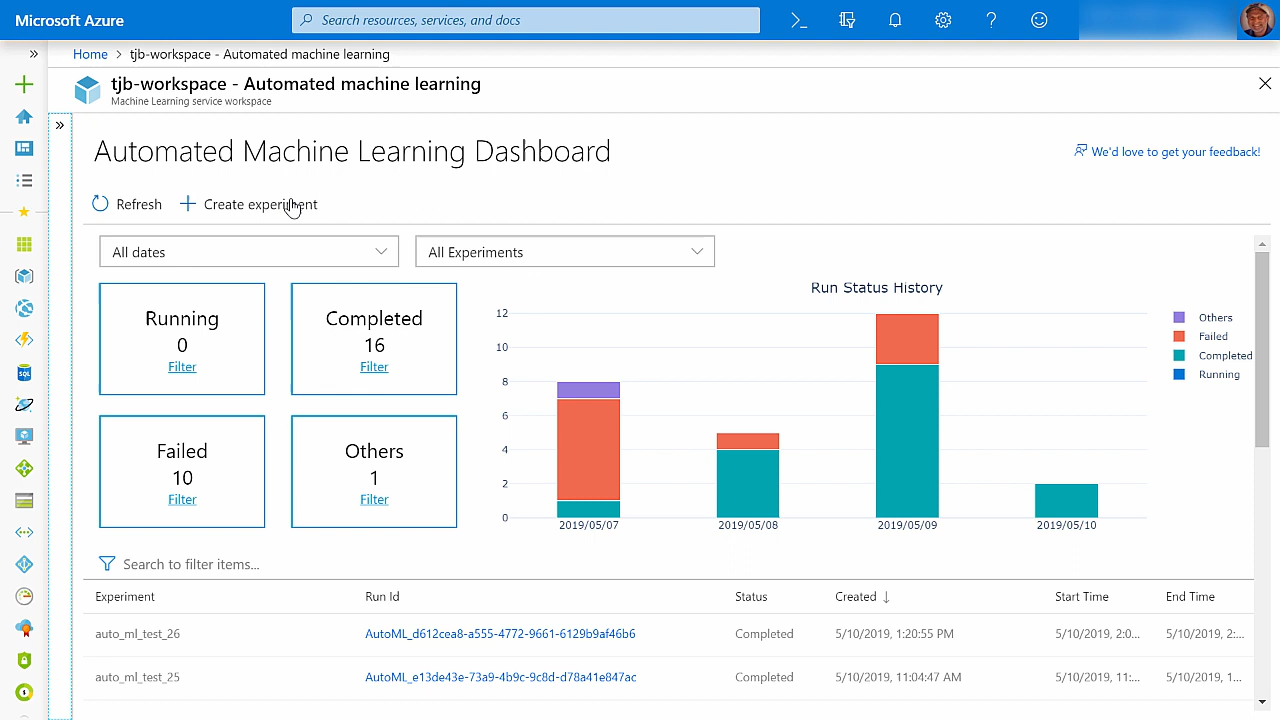 Microsoft Azure
Search resources, services, and docs
Home > tjb-workspace - Automated machine learning
tjb-workspace - Automated machine learning
Machine Learning service workspace
Automated Machine Learning Dashboard
We'd love to get your feedback!
Refresh
Create experiment
All dates
All Experiments
Running
0
Filter
Completed
16
Filter
Failed
10
Filter
Others
1
Filter
Run Status History
12
10
8
6
4
2
0
2019/05/07
2019/05/08
2019/05/09
2019/05/10
Others
Failed
Completed
Running
Search to filter items...
Experiment Run Id Status Created ↓ Start Time End Time
auto_ml_test_26 AutoML_d612cea8-a555-4772-9661-6129b9af46b6 Completed 5/10/2019, 1:20:55 PM 5/10/2019, 2:0... 5/10/2019, 2:...
auto_ml_test_25 AutoML_e13de43e-73a9-4b9c-9c8d-d78a41e847ac Completed 5/10/2019, 11:04:47 AM 5/10/2019, 11:... 5/10/2019, 1...
SQL